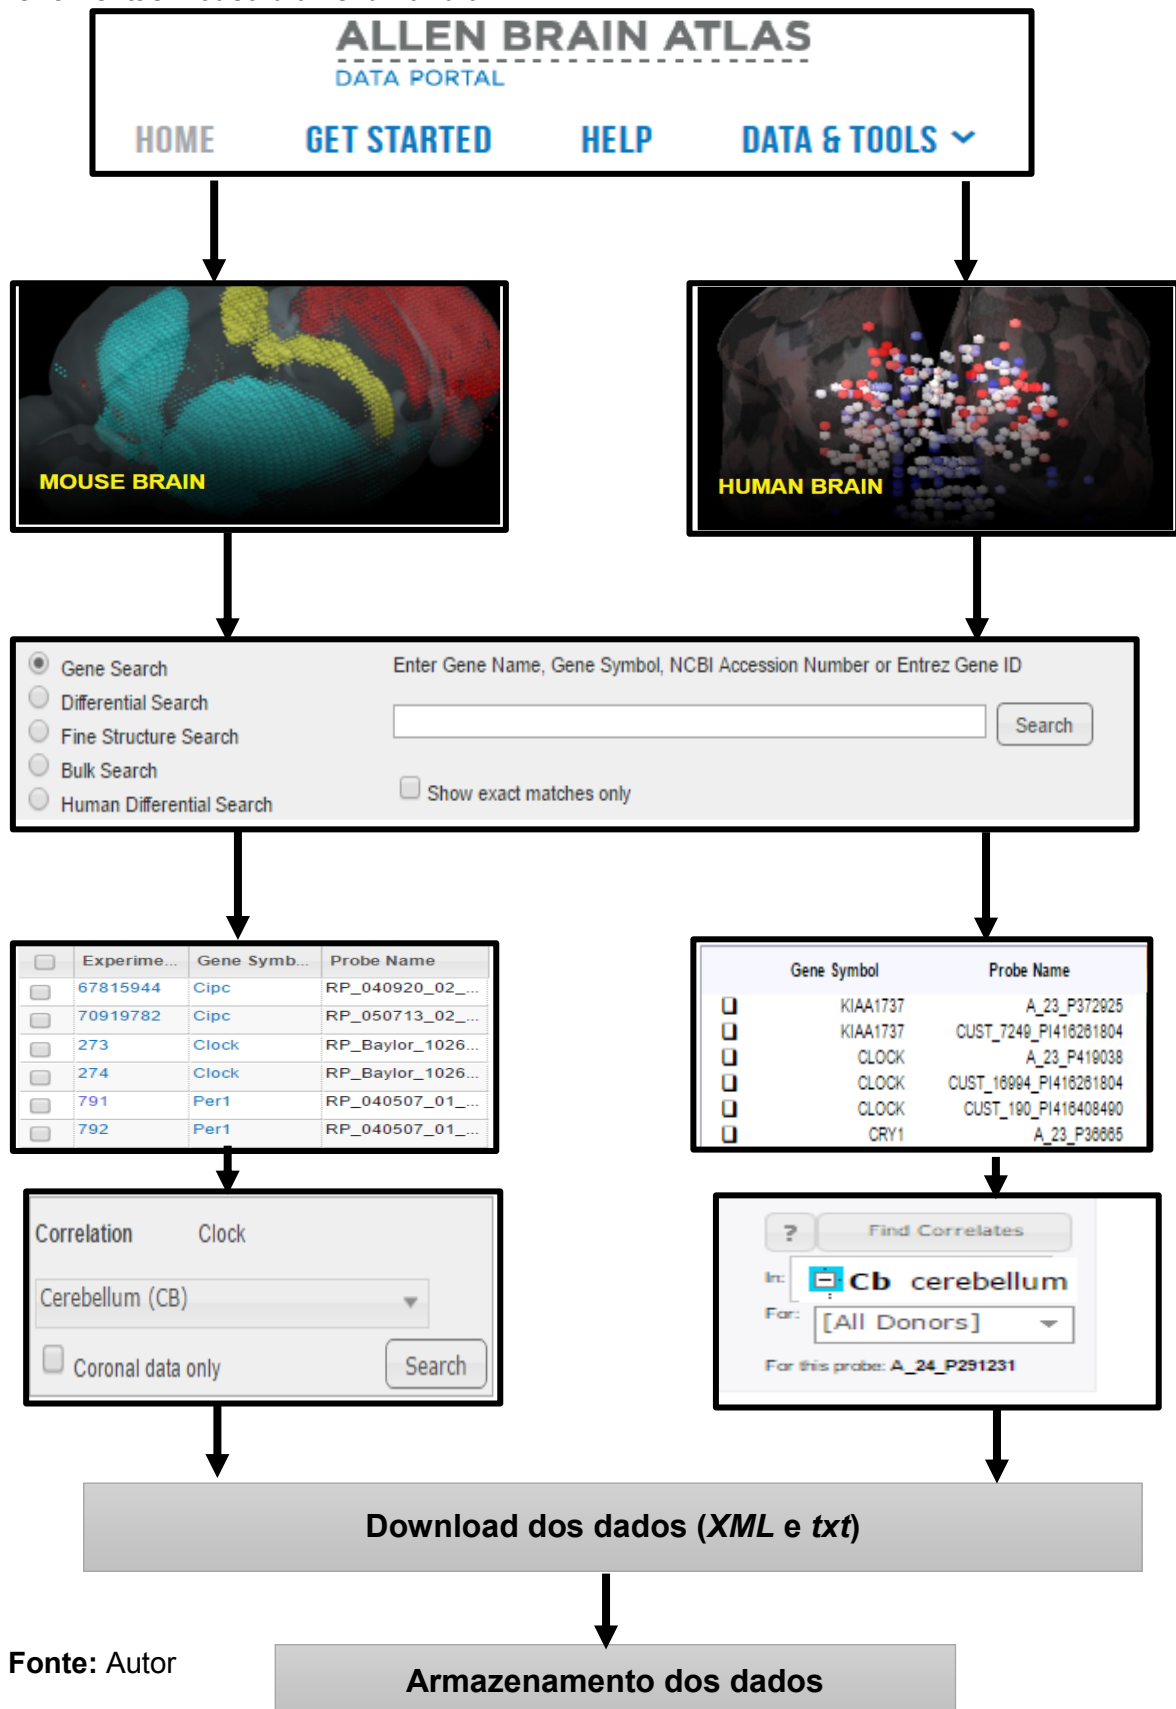 ALLEN BRAIN ATLAS
DATA PORTAL
HOME GET STARTED HELP DATA & TOOLS
MOUSE BRAIN
HUMAN BRAIN
Gene Search
Differential Search
Fine Structure Search
Bulk Search
Human Differential Search
Enter Gene Name, Gene Symbol, NCBI Accession Number or Entrez Gene ID
Search
Show exact matches only
Experime... Gene Symb... Probe Name
67815944 Cipc RP_040920_02_...
70919782 Cipc RP_050713_02_...
273 Clock RP_Baylor_1026...
274 Clock RP_Baylor_1026...
791 Per1 RP_040507_01_...
792 Per1 RP_040507_01_...
Gene Symbol Probe Name
KIAA1737 A_23_P372925
KIAA1737 CUST_7249_PI416261804
CLOCK A_23_P419038
CLOCK CUST_16994_PI416261804
CLOCK CUST_190_PI416408490
CRY1 A_23_P36665
Correlation Clock
Cerebellum (CB)
Coronal data only
Search
? Find Correlates
In: Cb cerebellum
For: [All Donors]
For this probe: A_24_P291231
Download dos dados (XML e txt)
Fonte: Autor
Armazenamento dos dados